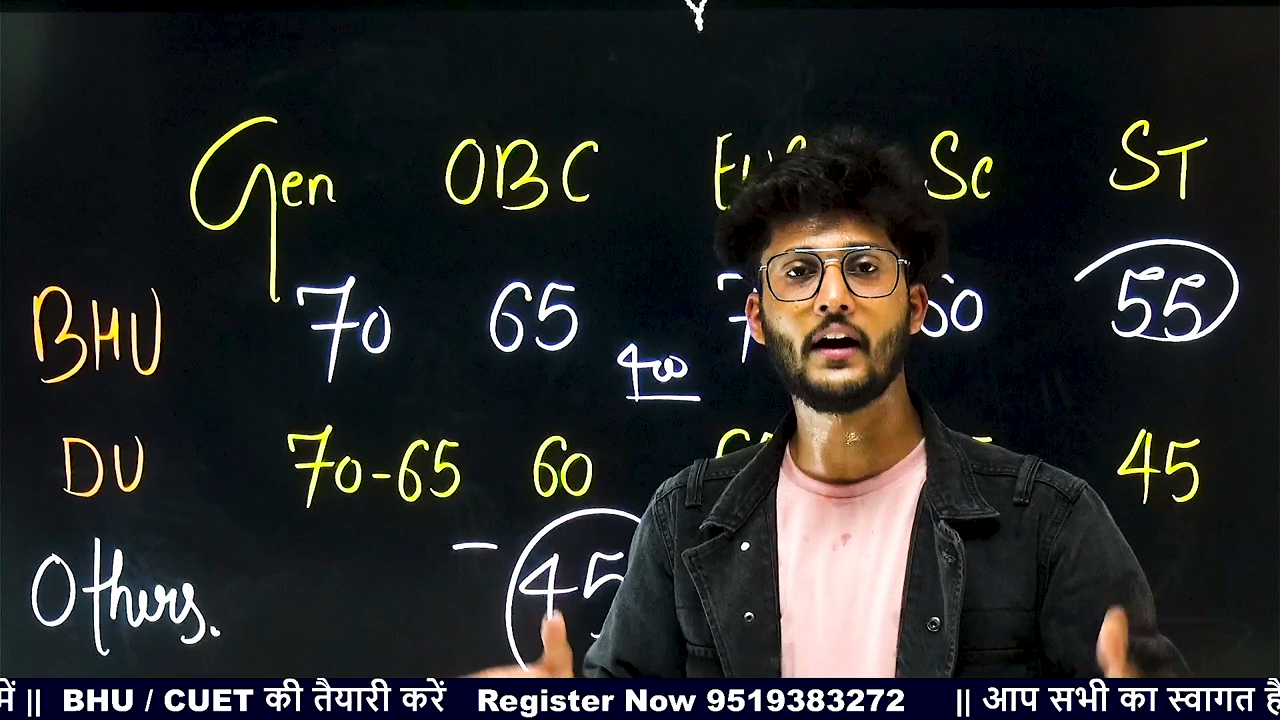 Gen OBC SC ST
BHU 70 65 55
400
DU 70-65 60 45
Others. - 45
में || BHU / CUET की तैयारी करें Register Now 9519383272 || आप सभी का स्वागत है